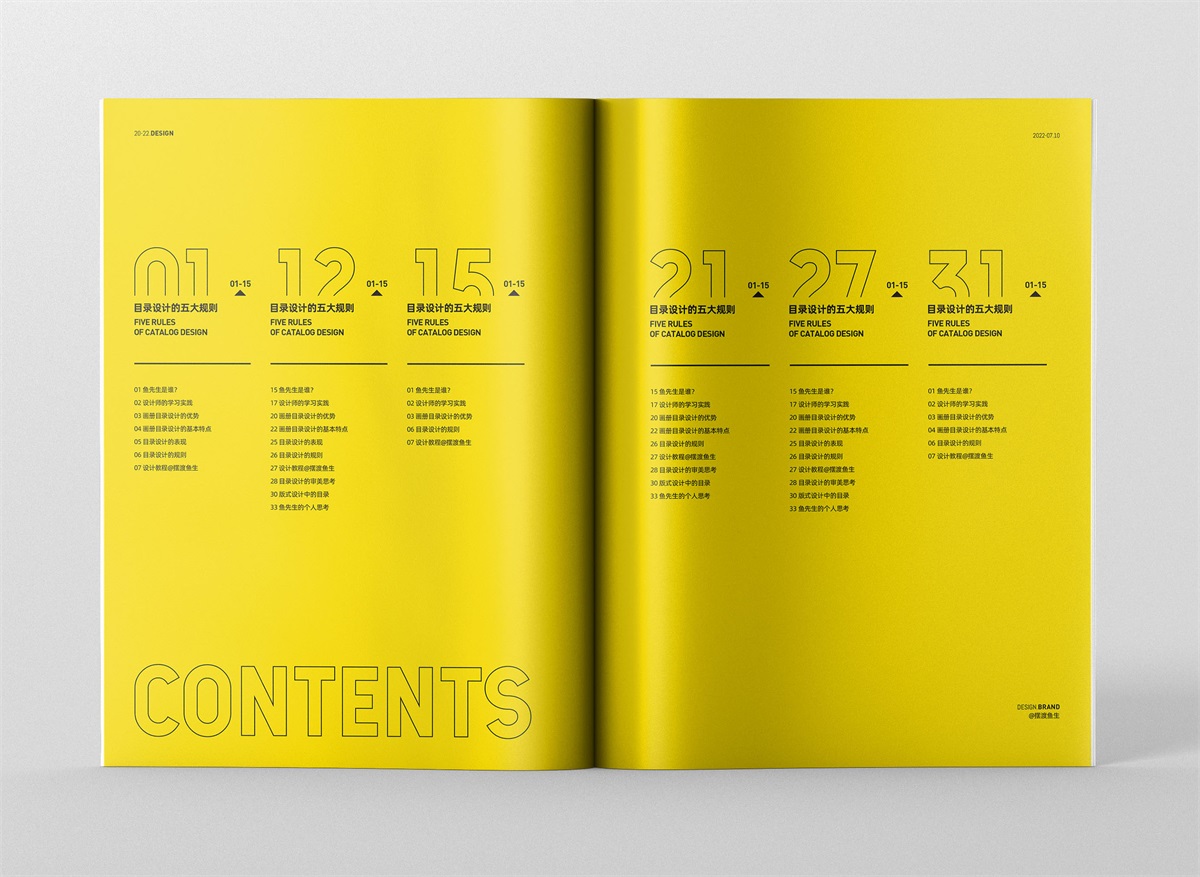 20-22.DESIGN
01
01-15
目录设计的五大规则
FIVE RULES
OF CATALOG DESIGN
01 鱼先生是谁?
02 设计师的学习实践
03 画册目录设计的优势
04 画册目录设计的基本特点
05 目录设计的表现
06 目录设计的规则
07 设计教程@摆渡鱼生
12
01-15
目录设计的五大规则
FIVE RULES
OF CATALOG DESIGN
15 鱼先生是谁?
17 设计师的学习实践
20 画册目录设计的优势
22 画册目录设计的基本特点
25 目录设计的表现
26 目录设计的规则
27 设计教程@摆渡鱼生
28 目录设计的审美思考
30 版式设计中的目录
33 鱼先生的个人思考
15
01-15
目录设计的五大规则
FIVE RULES
OF CATALOG DESIGN
01 鱼先生是谁?
02 设计师的学习实践
03 画册目录设计的优势
06 目录设计的规则
07 设计教程@摆渡鱼生
CONTENTS
2022-07.10
21
01-15
目录设计的五大规则
FIVE RULES
OF CATALOG DESIGN
15 鱼先生是谁?
17 设计师的学习实践
20 画册目录设计的优势
22 画册目录设计的基本特点
26 目录设计的规则
27 设计教程@摆渡鱼生
28 目录设计的审美思考
30 版式设计中的目录
33 鱼先生的个人思考
27
01-15
目录设计的五大规则
FIVE RULES
OF CATALOG DESIGN
15 鱼先生是谁?
17 设计师的学习实践
20 画册目录设计的优势
22 画册目录设计的基本特点
25 目录设计的表现
26 目录设计的规则
27 设计教程@摆渡鱼生
28 目录设计的审美思考
30 版式设计中的目录
33 鱼先生的个人思考
31
01-15
目录设计的五大规则
FIVE RULES
OF CATALOG DESIGN
01 鱼先生是谁?
02 设计师的学习实践
03 画册目录设计的优势
04 画册目录设计的基本特点
06 目录设计的规则
07 设计教程@摆渡鱼生
DESIGN BRAND
@摆渡鱼生